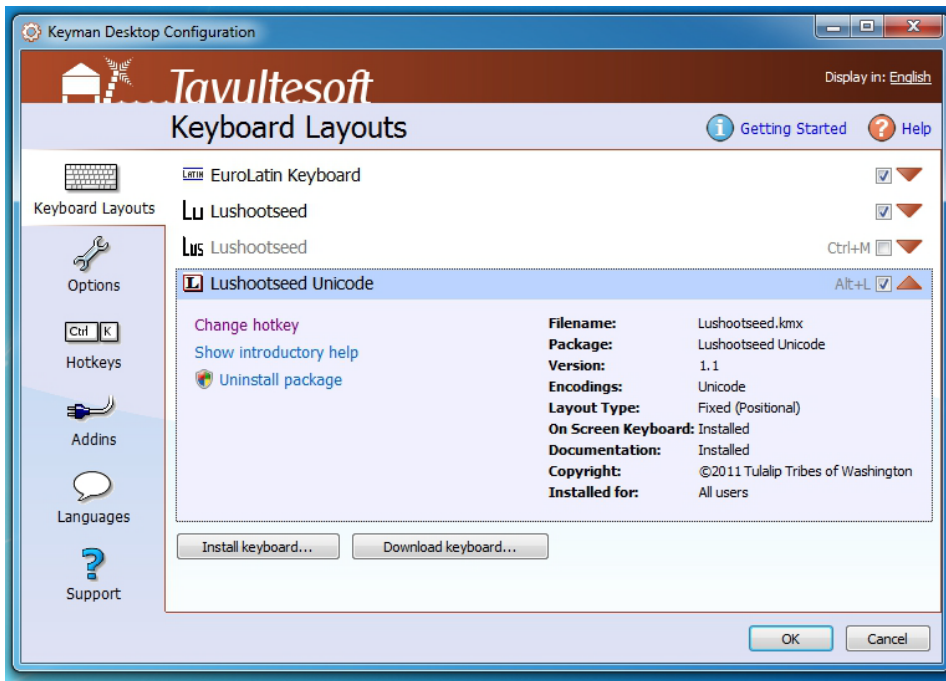 Keyman Desktop Configuration
Tavultesoft
Display in: English
Keyboard Layouts
Getting Started
Help
Keyboard Layouts
Options
Ctrl K
Hotkeys
Addins
Languages
Support
LATIN EuroLatin Keyboard
Lu Lushootseed
Lus Lushootseed Ctrl+M
L Lushootseed Unicode Alt+L
Change hotkey
Show introductory help
Uninstall package
Filename: Lushootseed.kmx
Package: Lushootseed Unicode
Version: 1.1
Encodings: Unicode
Layout Type: Fixed (Positional)
On Screen Keyboard: Installed
Documentation: Installed
Copyright: ©2011 Tulalip Tribes of Washington
Installed for: All users
Install keyboard... Download keyboard...
OK Cancel